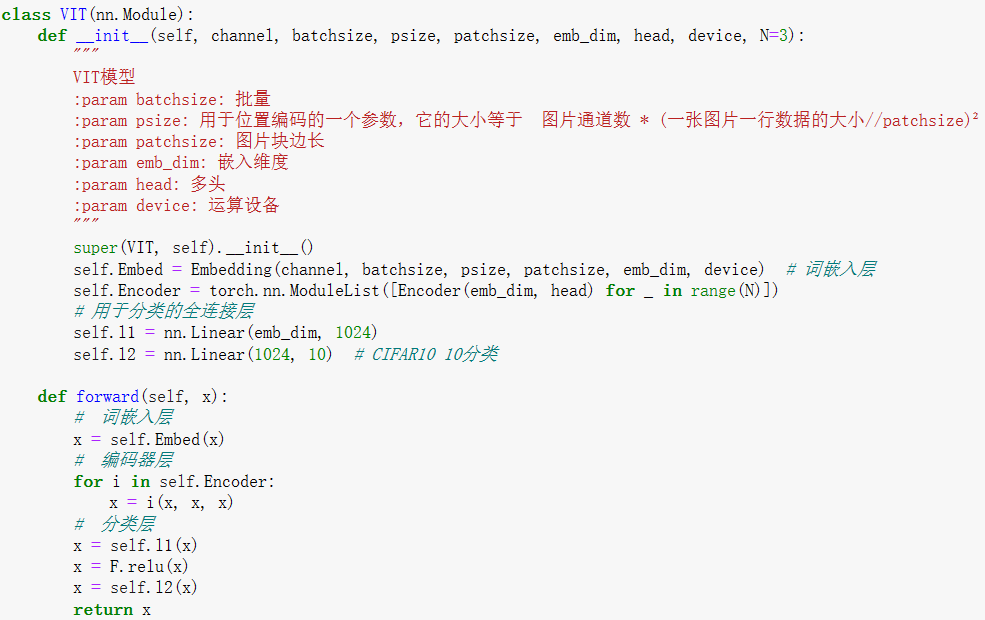 class VIT(nn.Module):
    def __init__(self, channel, batchsize, psize, patchsize, emb_dim, head, device, N=3):
        """
        VIT模型
        :param batchsize: 批量
        :param psize: 用于位置编码的一个参数，它的大小等于  图片通道数 * (一张图片一行数据的大小//patchsize)²
        :param patchsize: 图片块边长
        :param emb_dim: 嵌入维度
        :param head: 多头
        :param device: 运算设备
        """
        super(VIT, self).__init__()
        self.Embed = Embedding(channel, batchsize, psize, patchsize, emb_dim, device)  # 词嵌入层
        self.Encoder = torch.nn.ModuleList([Encoder(emb_dim, head) for _ in range(N)])
        # 用于分类的全连接层
        self.l1 = nn.Linear(emb_dim, 1024)
        self.l2 = nn.Linear(1024, 10)  # CIFAR10 10分类

    def forward(self, x):
        #  词嵌入层
        x = self.Embed(x)
        #  编码器层
        for i in self.Encoder:
            x = i(x, x, x)
        #  分类层
        x = self.l1(x)
        x = F.relu(x)
        x = self.l2(x)
        return x